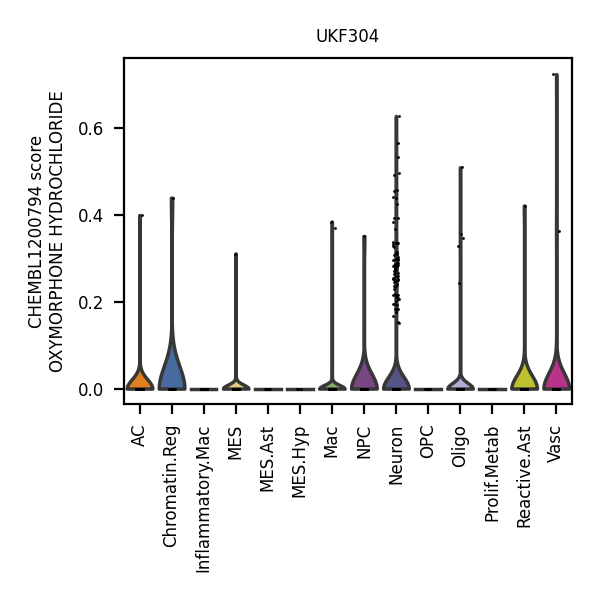 UKF304
CHEMBL1200794 score
OXYMORPHONE HYDROCHLORIDE
0.6
0.4
0.2
0.0
AC
Chromatin.Reg
Inflammatory.Mac
MES
MES.Ast
MES.Hyp
Mac
NPC
Neuron
OPC
Oligo
Prolif.Metab
Reactive.Ast
Vasc